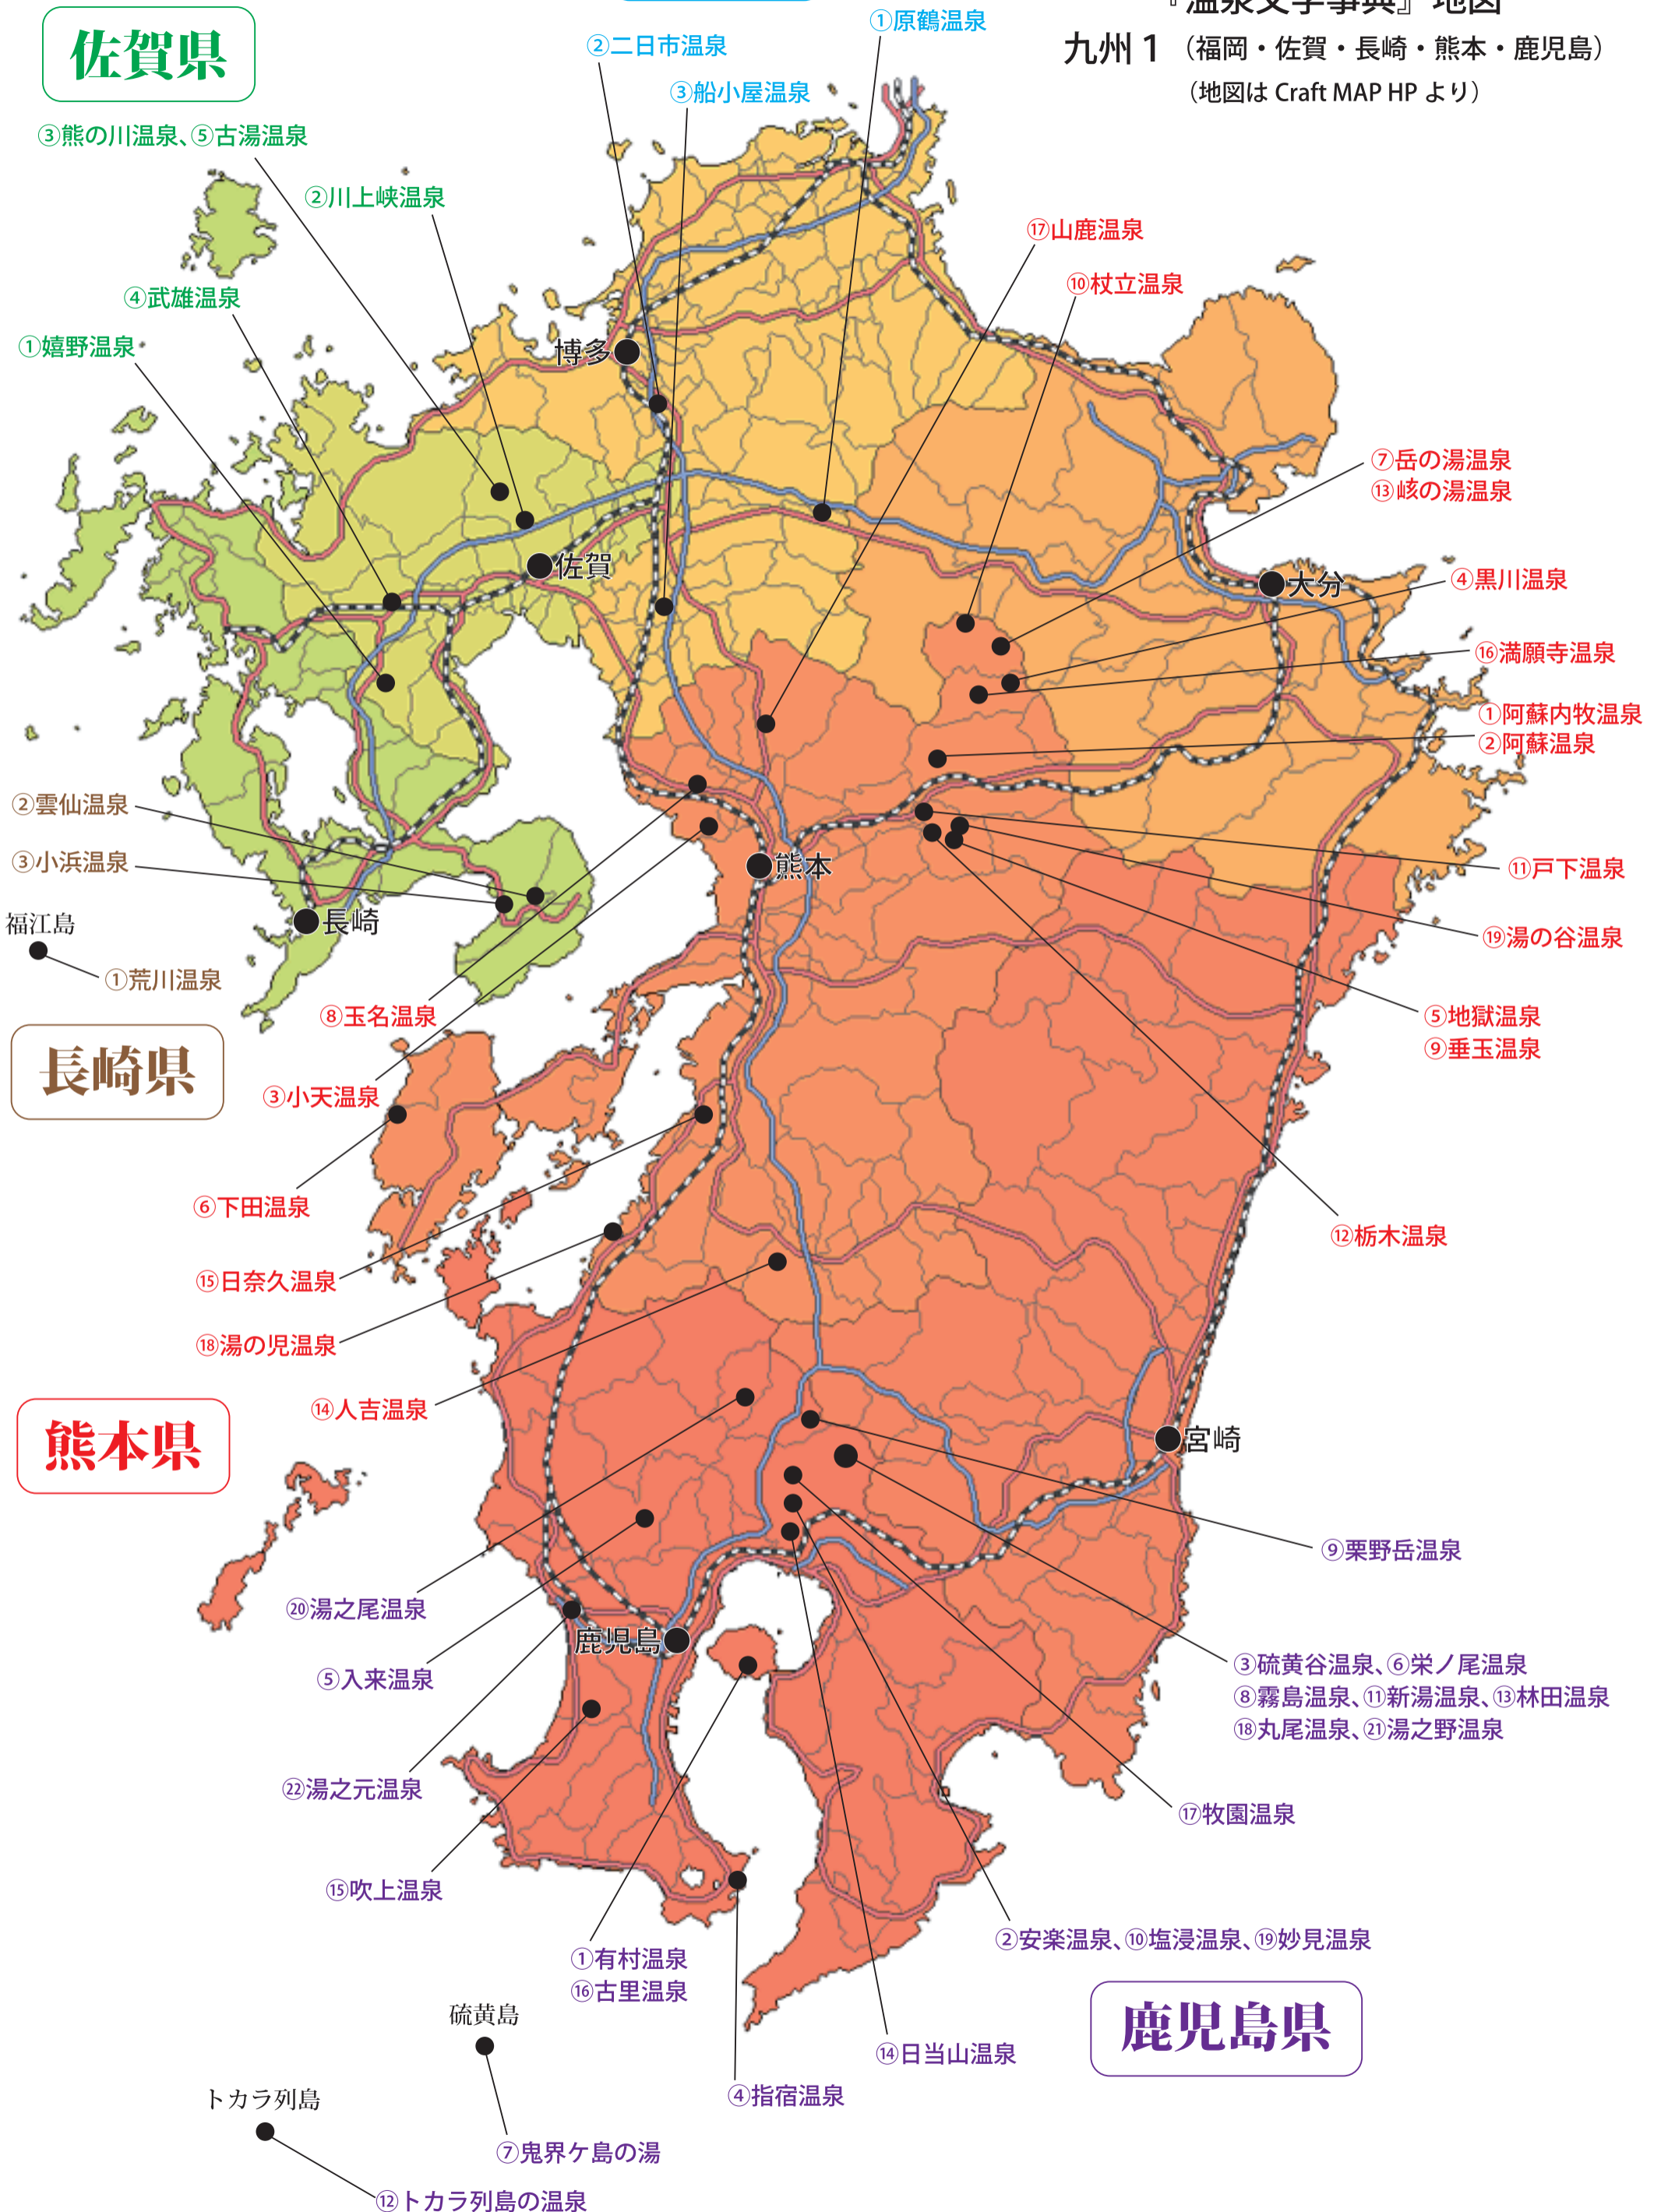 『温泉文学事典』地図
九州1（福岡・佐賀・長崎・熊本・鹿児島）
（地図は Craft MAP HP より）
佐賀県
①原鶴温泉
②二日市温泉
③船小屋温泉
③熊の川温泉、⑤古湯温泉
②川上峡温泉
④武雄温泉
①嬉野温泉
⑰山鹿温泉
⑩杖立温泉
博多
⑦岳の湯温泉
⑬峐の湯温泉
佐賀
大分
④黒川温泉
⑯満願寺温泉
①阿蘇内牧温泉
②阿蘇温泉
②雲仙温泉
③小浜温泉
熊本
⑪戸下温泉
福江島
長崎
⑲湯の谷温泉
①荒川温泉
⑧玉名温泉
⑤地獄温泉
⑨垂玉温泉
長崎県
③小天温泉
⑥下田温泉
⑫栃木温泉
⑮日奈久温泉
⑱湯の児温泉
⑭人吉温泉
熊本県
宮崎
⑨栗野岳温泉
⑳湯之尾温泉
鹿児島
⑤入来温泉
③硫黄谷温泉、⑥栄ノ尾温泉
⑧霧島温泉、⑪新湯温泉、⑬林田温泉
⑱丸尾温泉、㉑湯之野温泉
㉒湯之元温泉
⑰牧園温泉
⑮吹上温泉
②安楽温泉、⑩塩浸温泉、⑲妙見温泉
①有村温泉
⑯古里温泉
硫黄島
鹿児島県
⑭日当山温泉
④指宿温泉
トカラ列島
⑦鬼界ケ島の湯
⑫トカラ列島の温泉